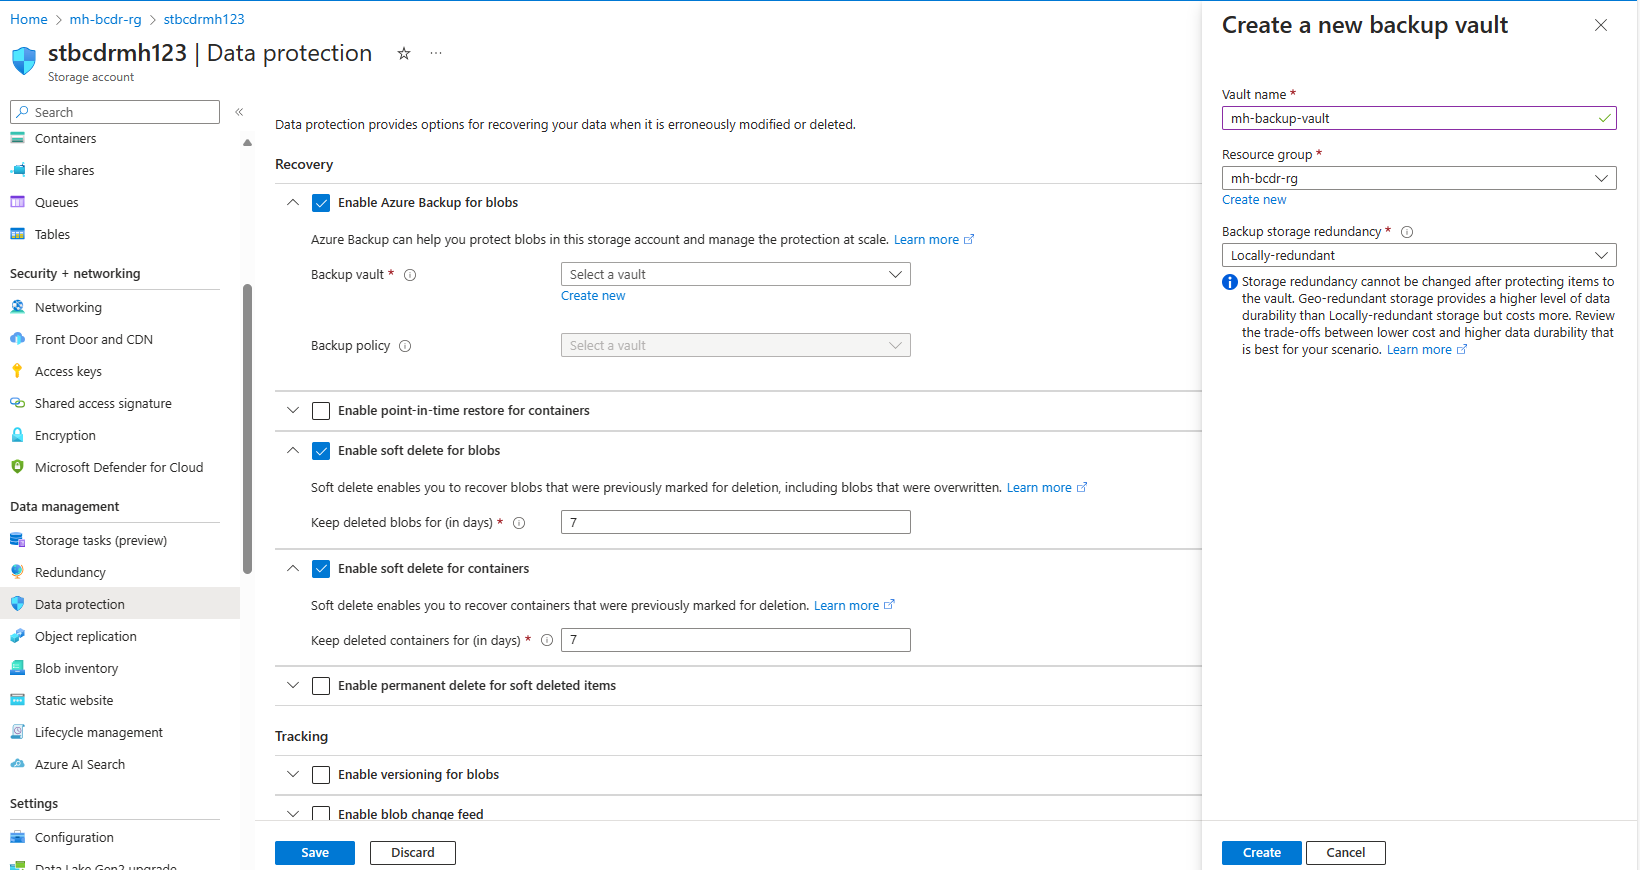 Home > mh-bcdr-rg > stbcdrmh123
stbcdrmh123 | Data protection
Storage account
Search
Containers
File shares
Queues
Tables
Security + networking
Networking
Front Door and CDN
Access keys
Shared access signature
Encryption
Microsoft Defender for Cloud
Data management
Storage tasks (preview)
Redundancy
Data protection
Object replication
Blob inventory
Static website
Lifecycle management
Azure AI Search
Settings
Configuration
Data Lake Gen2 upgrade
Data protection provides options for recovering your data when it is erroneously modified or deleted.
Recovery
Enable Azure Backup for blobs
Azure Backup can help you protect blobs in this storage account and manage the protection at scale. Learn more
Backup vault * Select a vault
Create new
Backup policy Select a vault
Enable point-in-time restore for containers
Enable soft delete for blobs
Soft delete enables you to recover blobs that were previously marked for deletion, including blobs that were overwritten. Learn more
Keep deleted blobs for (in days) * 7
Enable soft delete for containers
Soft delete enables you to recover containers that were previously marked for deletion. Learn more
Keep deleted containers for (in days) * 7
Enable permanent delete for soft deleted items
Tracking
Enable versioning for blobs
Enable blob change feed
Save Discard
Create a new backup vault
Vault name *
mh-backup-vault
Resource group *
mh-bcdr-rg
Create new
Backup storage redundancy *
Locally-redundant
Storage redundancy cannot be changed after protecting items to
the vault. Geo-redundant storage provides a higher level of data
durability than Locally-redundant storage but costs more. Review
the trade-offs between lower cost and higher data durability that
is best for your scenario. Learn more
Create Cancel